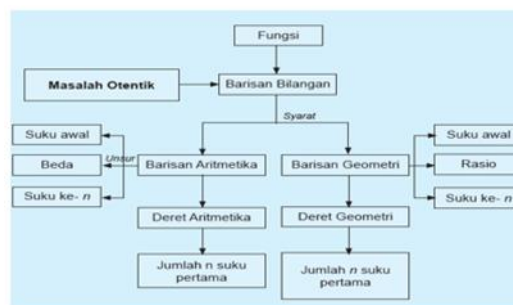 Fungsi
Masalah Otentik
Barisan Bilangan
Syarat
Suku awal
Suku awal
Beda
Unsur
Barisan Aritmetika
Barisan Geometri
Rasio
Suku ke- n
Suku ke- n
Deret Aritmetika
Deret Geometri
Jumlah n suku
pertama
Jumlah n suku
pertama